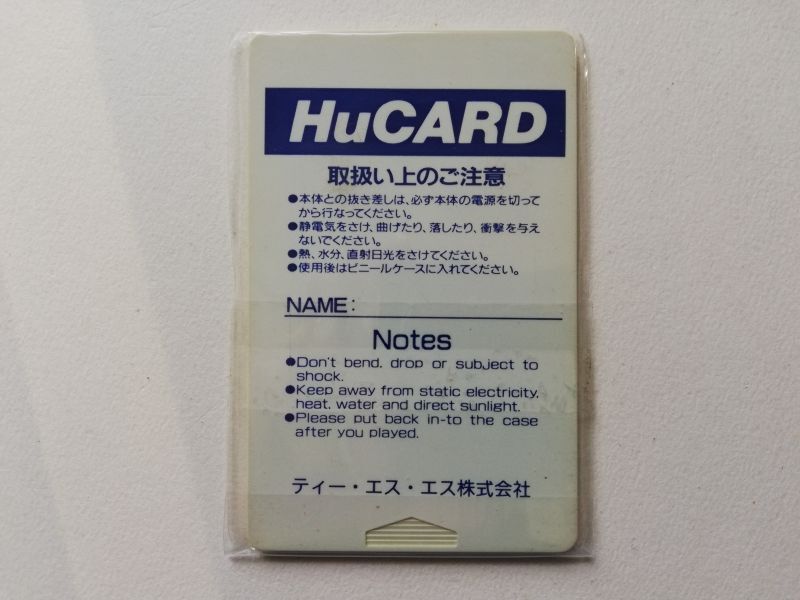 HuCARD
取扱い上のご注意
●本体との抜き差しは、必ず本体の電源を切って
から行なってください。
●静電気をさけ、曲げたり、落したり、衝撃を与え
ないでください。
●熱、水分、直射日光をさけてください。
●使用後はビニールケースに入れてください。
NAME:
Notes
●Don't bend, drop or subject to
shock.
●Keep away from static electricity,
heat, water and direct sunlight.
●Please put back in-to the case
after you played.
ティー・エス・エス株式会社